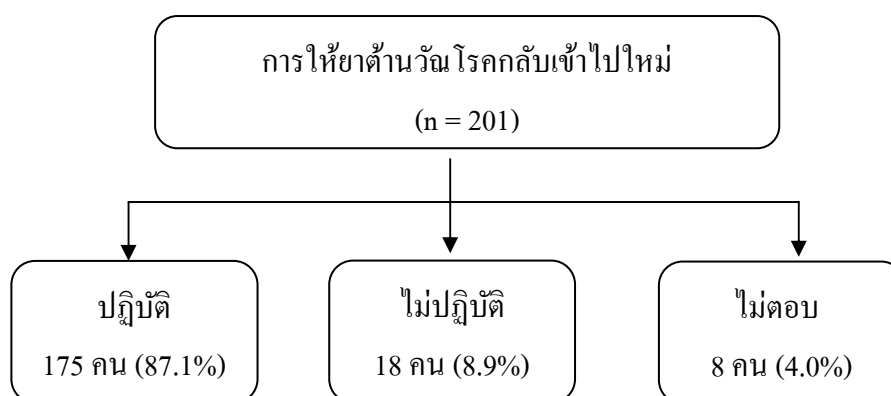 การให้ยาต้านวัณโรคกลับเข้าไปใหม่
(n = 201)
ปฏิบัติ
175 คน (87.1%)
ไม่ปฏิบัติ
18 คน (8.9%)
ไม่ตอบ
8 คน (4.0%)